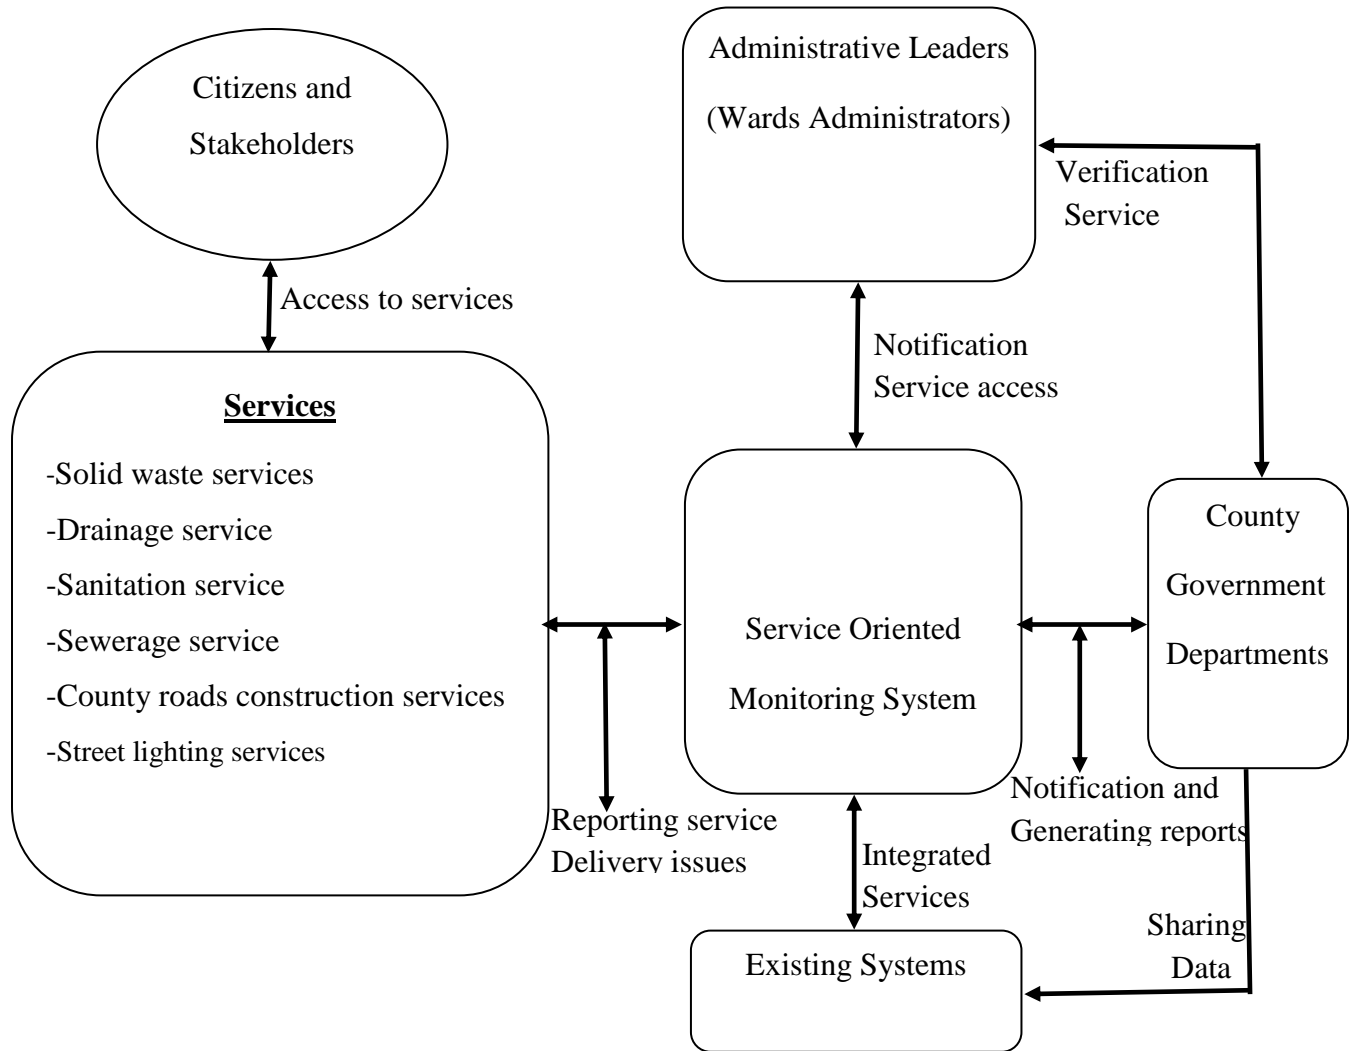 Citizens and
Stakeholders
Administrative Leaders
(Wards Administrators)
Verification
Service
Access to services
Notification
Service access
Services
-Solid waste services
-Drainage service
-Sanitation service
-Sewerage service
-County roads construction services
-Street lighting services
Service Oriented
Monitoring System
County
Government
Departments
Reporting service
Delivery issues
Integrated
Services
Notification and
Generating reports
Sharing
Data
Existing Systems